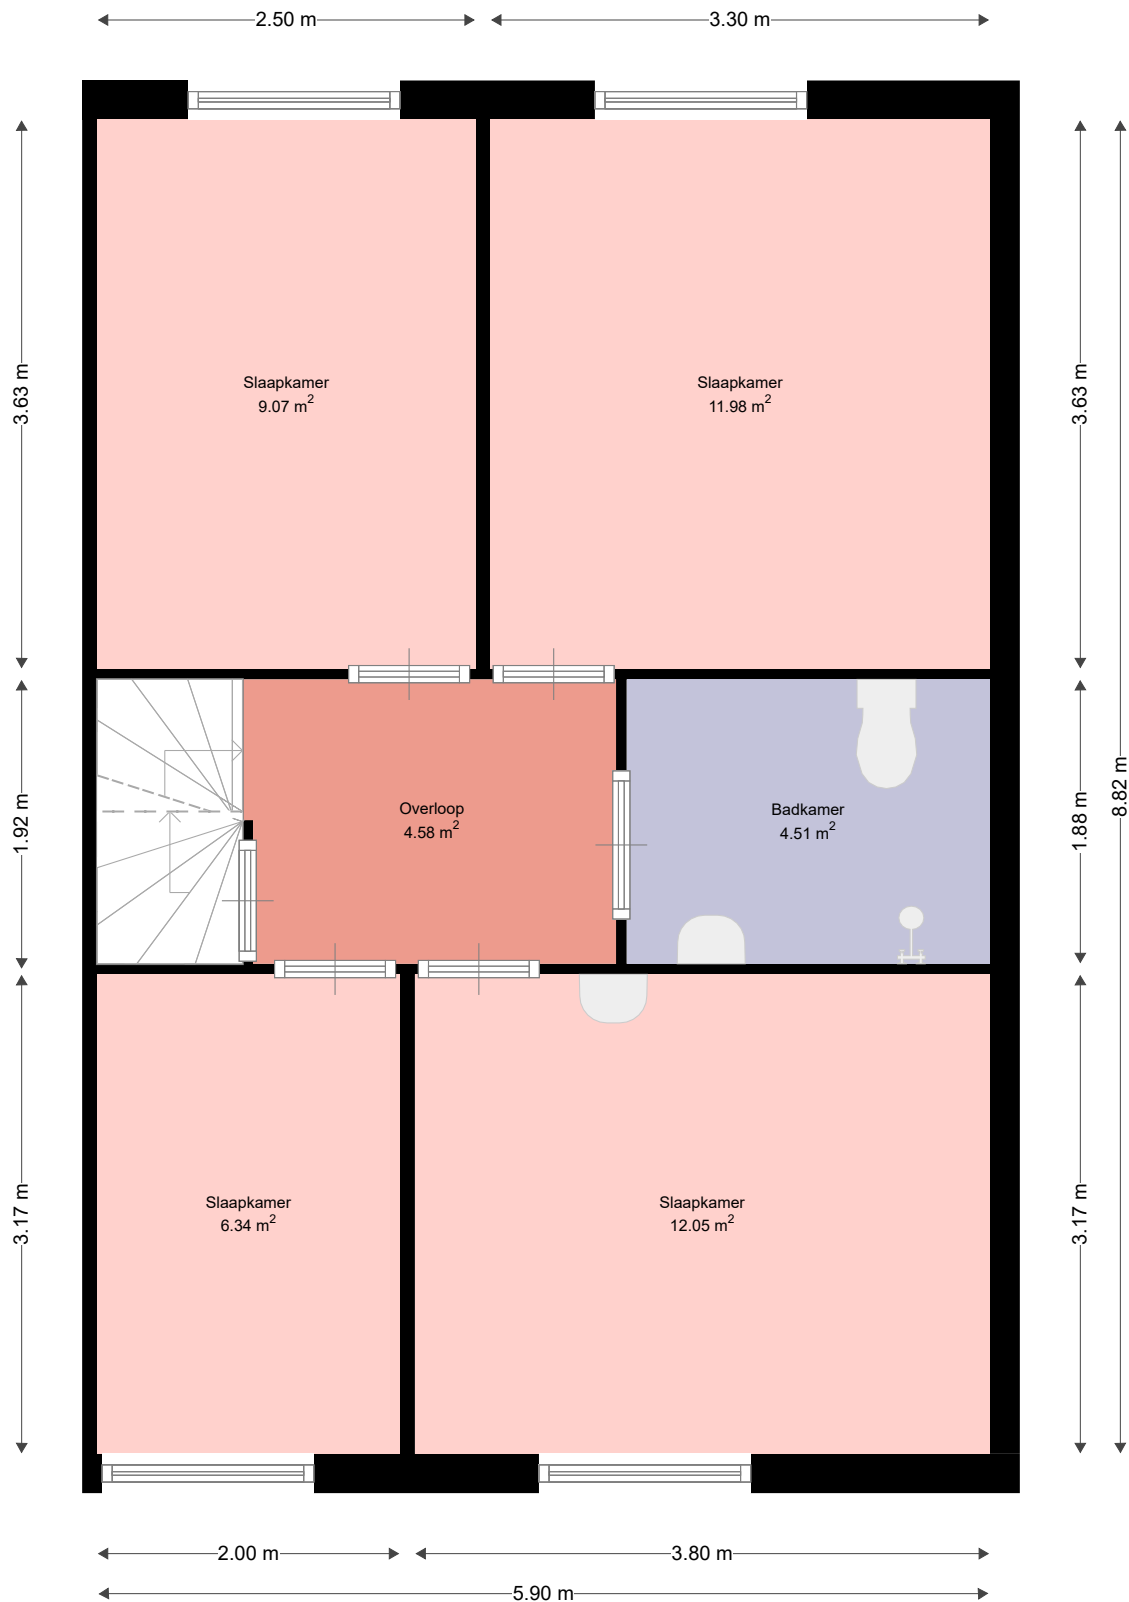 2.50 m
3.30 m
3.63 m
3.63 m
Slaapkamer
9.07 m²
Slaapkamer
11.98 m²
8.82 m
1.92 m
1.88 m
Overloop
4.58 m²
Badkamer
4.51 m²
3.17 m
3.17 m
Slaapkamer
6.34 m²
Slaapkamer
12.05 m²
2.00 m
3.80 m
5.90 m